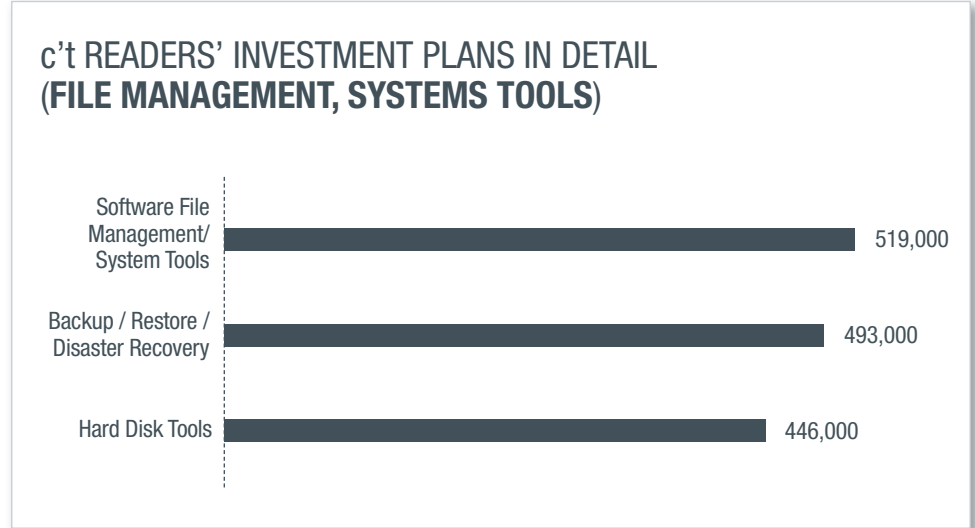 c’t READERS’ INVESTMENT PLANS IN DETAIL
(FILE MANAGEMENT, SYSTEMS TOOLS)
Software File
Management/
System Tools
519,000
Backup / Restore /
Disaster Recovery
493,000
Hard Disk Tools
446,000